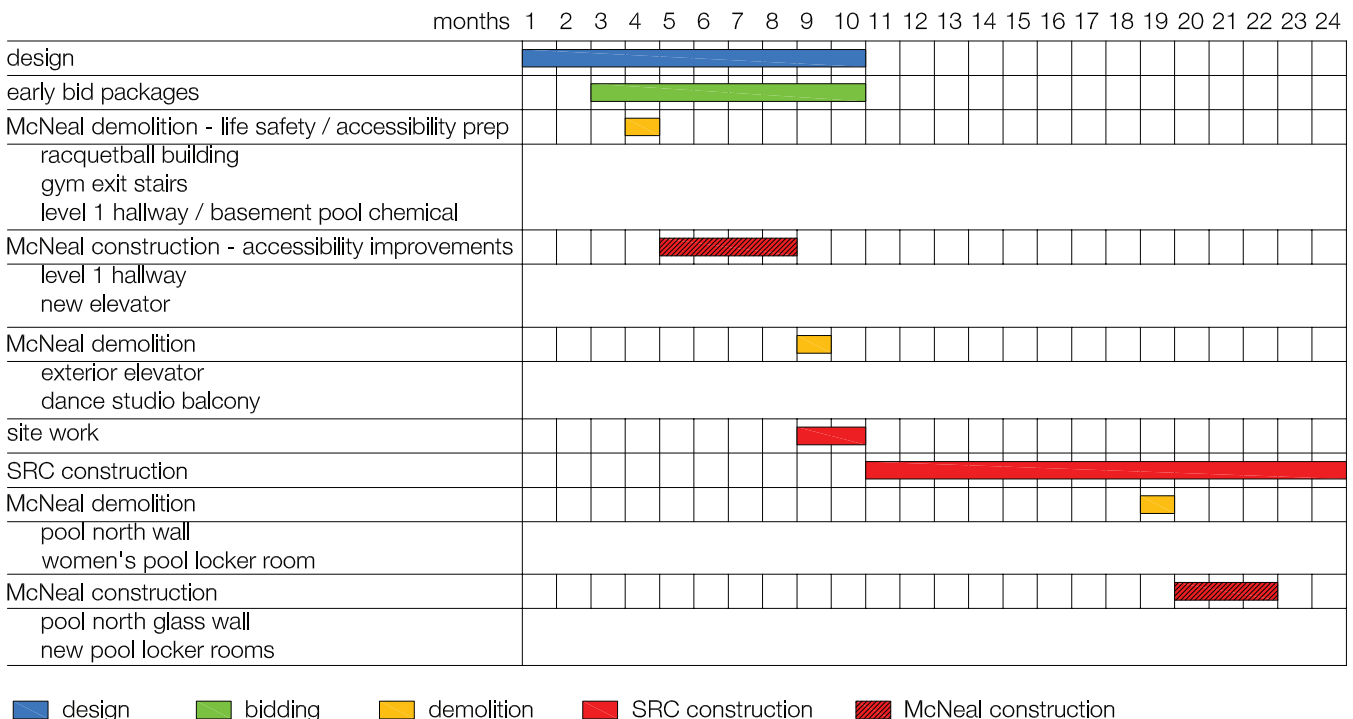 months 1 2 3 4 5 6 7 8 9 10 11 12 13 14 15 16 17 18 19 20 21 22 23 24
design
early bid packages
McNeal demolition - life safety / accessibility prep
racquetball building
gym exit stairs
level 1 hallway / basement pool chemical
McNeal construction - accessibility improvements
level 1 hallway
new elevator
McNeal demolition
exterior elevator
dance studio balcony
site work
SRC construction
McNeal demolition
pool north wall
women's pool locker room
McNeal construction
pool north glass wall
new pool locker rooms
design bidding demolition SRC construction McNeal construction